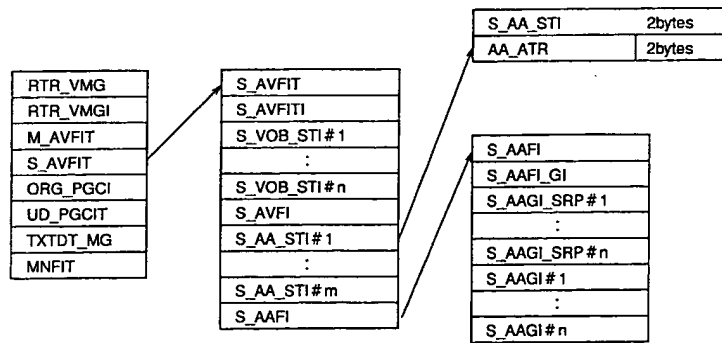 RTR_VMG
RTR_VMGI
M_AVFIT
S_AVFIT
ORG_PGCI
UD_PGCIT
TXTDT_MG
MNFIT
S_AVFIT
S_AVFITI
S_VOB_STI#1
:
S_VOB_STI#n
S_AVFI
S_AA_STI#1
:
S_AA_STI#m
S_AAFI
S_AA_STI 2bytes
AA_ATR 2bytes
S_AAFI
S_AAFI_GI
S_AAGI_SRP#1
:
S_AAGI_SRP#n
S_AAGI#1
:
S_AAGI#n